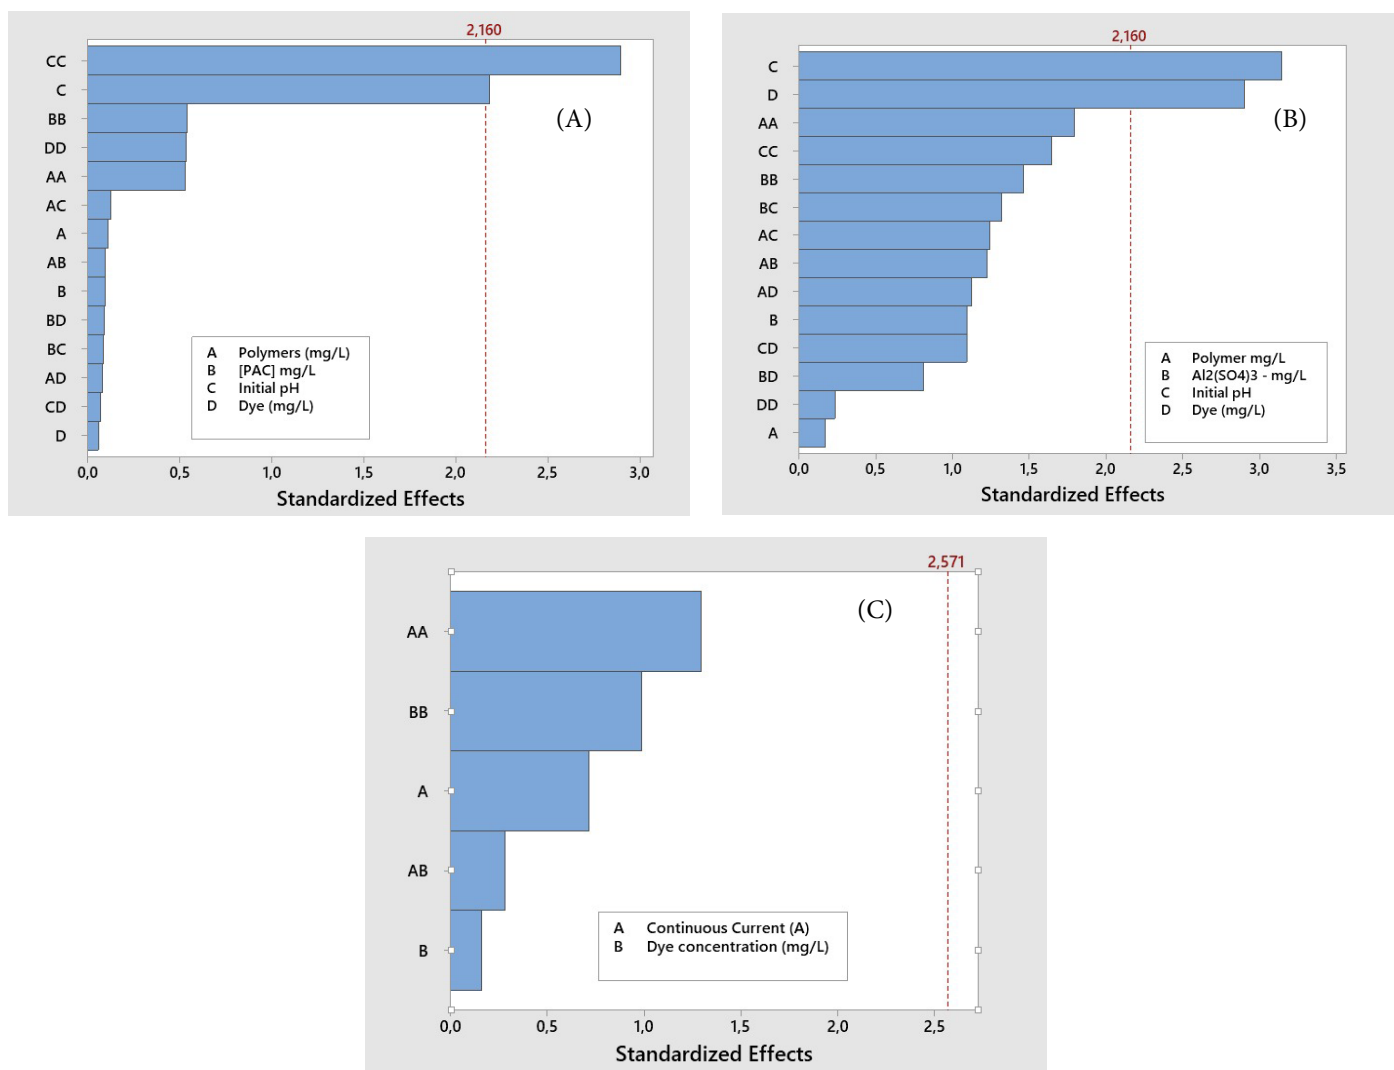 2,160
CC
C
BB
DD
AA
AC
A
AB
B
BD
BC
AD
CD
D
(A)
A Polymers (mg/L)
B [PAC] mg/L
C Initial pH
D Dye (mg/L)
0,0 0,5 1,0 1,5 2,0 2,5 3,0
Standardized Effects
2,160
C
D
AA
CC
BB
BC
AC
AB
AD
B
CD
BD
DD
A
(B)
A Polymer mg/L
B Al2(SO4)3 - mg/L
C Initial pH
D Dye (mg/L)
0,0 0,5 1,0 1,5 2,0 2,5 3,0 3,5
Standardized Effects
2,571
(C)
AA
BB
A
AB
B
A Continuous Current (A)
B Dye concentration (mg/L)
0,0 0,5 1,0 1,5 2,0 2,5
Standardized Effects